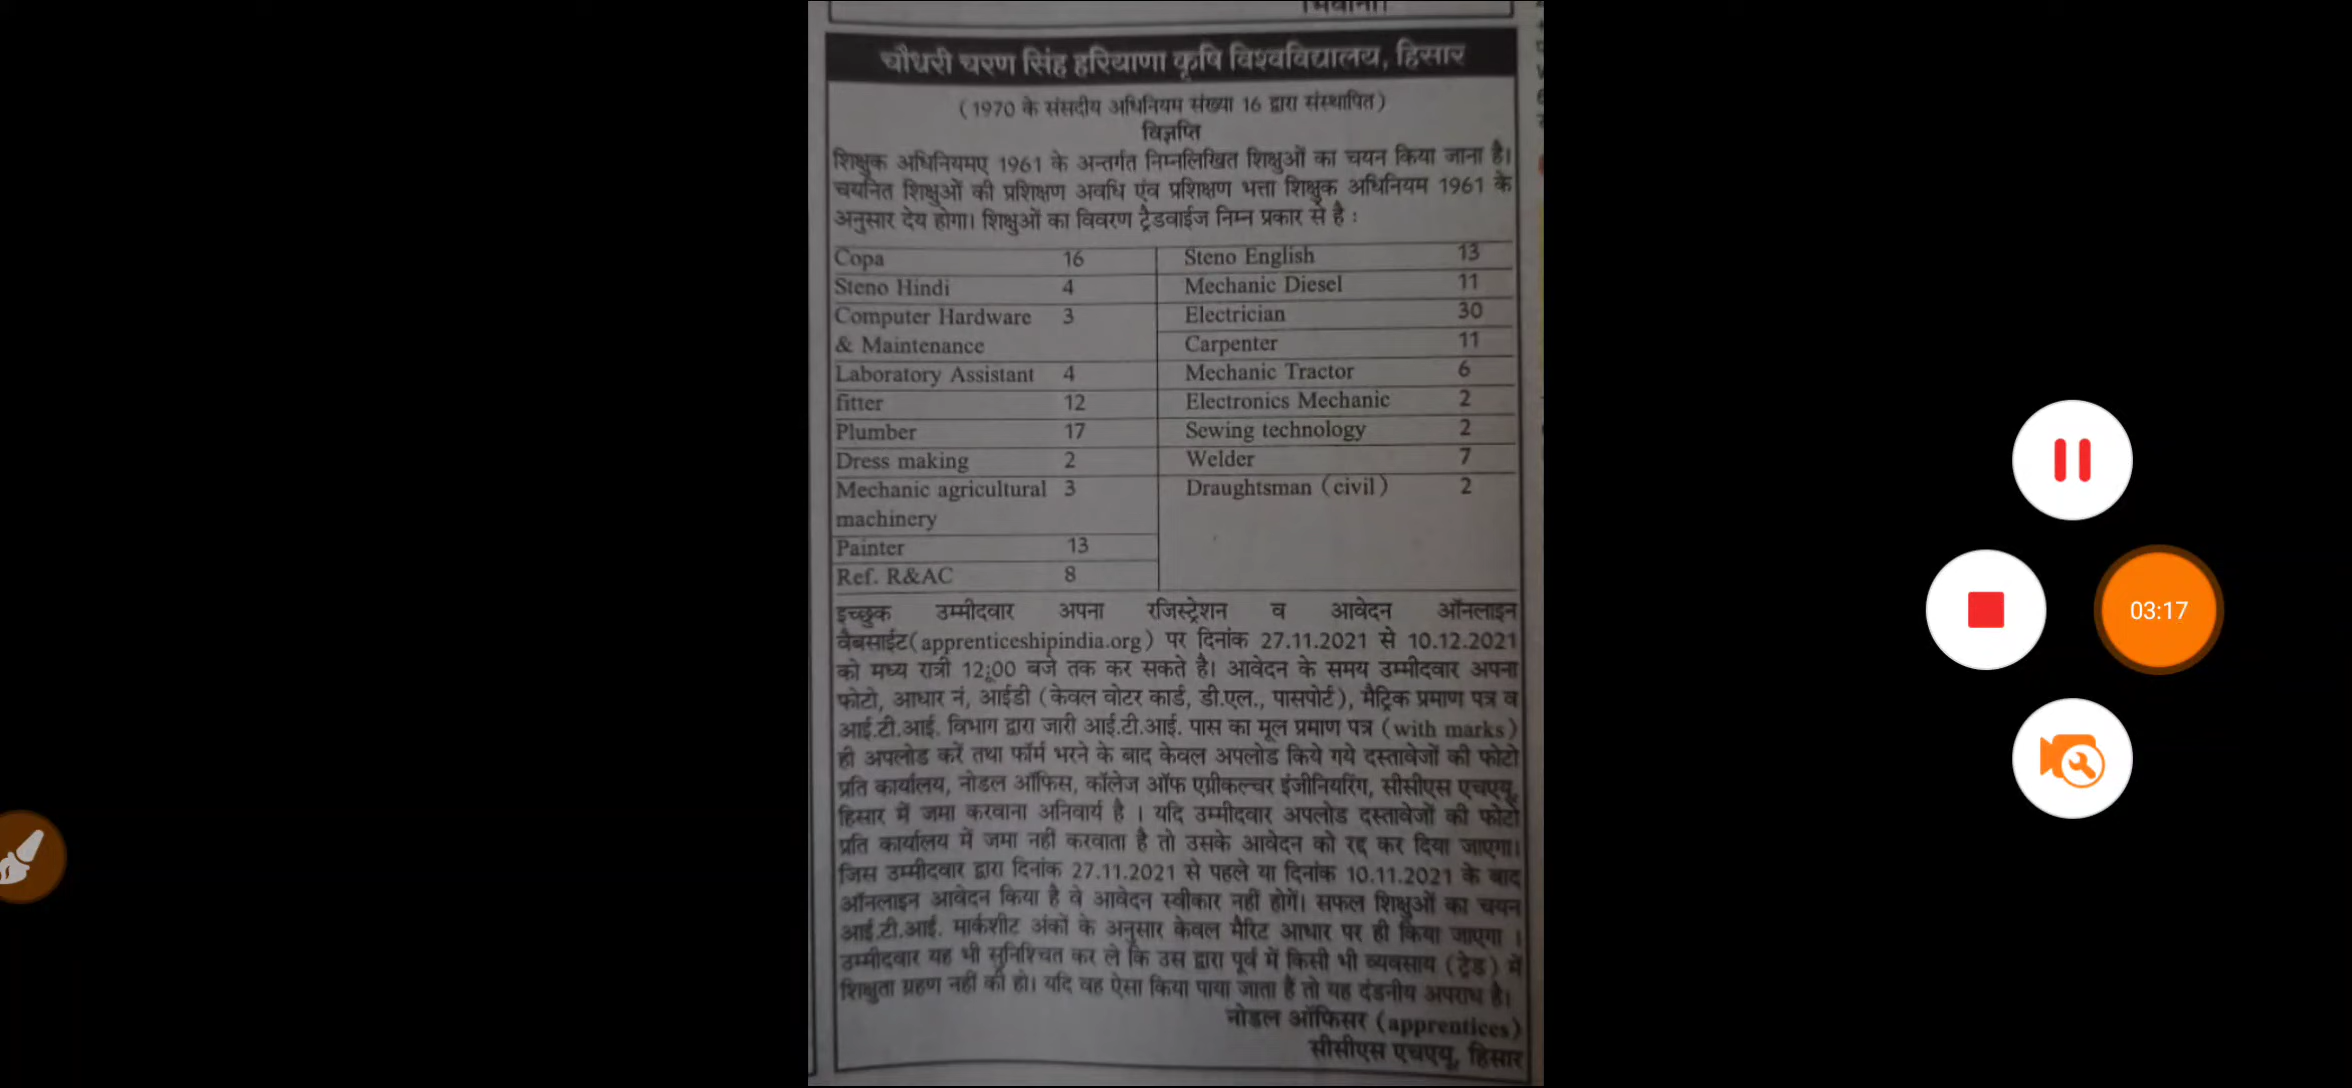 चौधरी चरण सिंह हरियाणा कृषि विश्वविद्यालय, हिसार
(1970 के संसदीय अधिनियम संख्या 16 द्वारा संस्थापित)
विज्ञप्ति
शिक्षुक अधिनियमए 1961 के अन्तर्गत निम्नलिखित शिक्षुओं का चयन किया जाना है।
चयनित शिक्षुओं की प्रशिक्षण अवधि एंव प्रशिक्षण भत्ता शिक्षुक अधिनियम 1961 के
अनुसार देय होगा। शिक्षुओं का विवरण ट्रैडवाईज निम्न प्रकार से है :
Copa 16 Steno English 13
Steno Hindi 4 Mechanic Diesel 11
Computer Hardware 3 Electrician 30
& Maintenance Carpenter 11
Laboratory Assistant 4 Mechanic Tractor 6
fitter 12 Electronics Mechanic 2
Plumber 17 Sewing technology 2
Dress making 2 Welder 7
Mechanic agricultural 3 Draughtsman (civil) 2
machinery
Painter 13
Ref. R&AC 8
इच्छुक उम्मीदवार अपना रजिस्ट्रेशन व आवेदन ऑनलाइन
वैबसाईट(apprenticeshipindia.org) पर दिनांक 27.11.2021 से 10.12.2021
को मध्य रात्री 12:00 बजे तक कर सकते है। आवेदन के समय उम्मीदवार अपना
फोटो, आधार नं, आईडी (केवल वोटर कार्ड, डी.एल., पासपोर्ट), मैट्रिक प्रमाण पत्र व
आई.टी.आई. विभाग द्वारा जारी आई.टी.आई. पास का मूल प्रमाण पत्र (with marks)
ही अपलोड करें तथा फॉर्म भरने के बाद केवल अपलोड किये गये दस्तावेजों की फोटो
प्रति कार्यालय, नोडल ऑफिस, कॉलेज ऑफ एग्रीकल्चर इंजीनियरिंग, सीसीएस एचएयू,
हिसार में जमा करवाना अनिवार्य है । यदि उम्मीदवार अपलोड दस्तावेजों की फोटो
प्रति कार्यालय में जमा नहीं करवाता है तो उसके आवेदन को रद्द कर दिया जाएगा।
जिस उम्मीदवार द्वारा दिनांक 27.11.2021 से पहले या दिनांक 10.11.2021 के बाद
ऑनलाइन आवेदन किया है वे आवेदन स्वीकार नहीं होगें। सफल शिक्षुओं का चयन
आई.टी.आई. मार्कशीट अंकों के अनुसार केवल मैरिट आधार पर ही किया जाएगा ।
उम्मीदवार यह भी सुनिश्चित कर ले कि उस द्वारा पूर्व में किसी भी व्यवसाय (ट्रेड) में
शिक्षुता ग्रहण नहीं की हो। यदि वह ऐसा किया पाया जाता है तो यह दंडनीय अपराध है।
नोडल ऑफिसर (apprentices)
सीसीएस एचएयू, हिसार
03:17